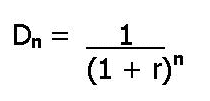 Dn = 1
(1 + r)^n